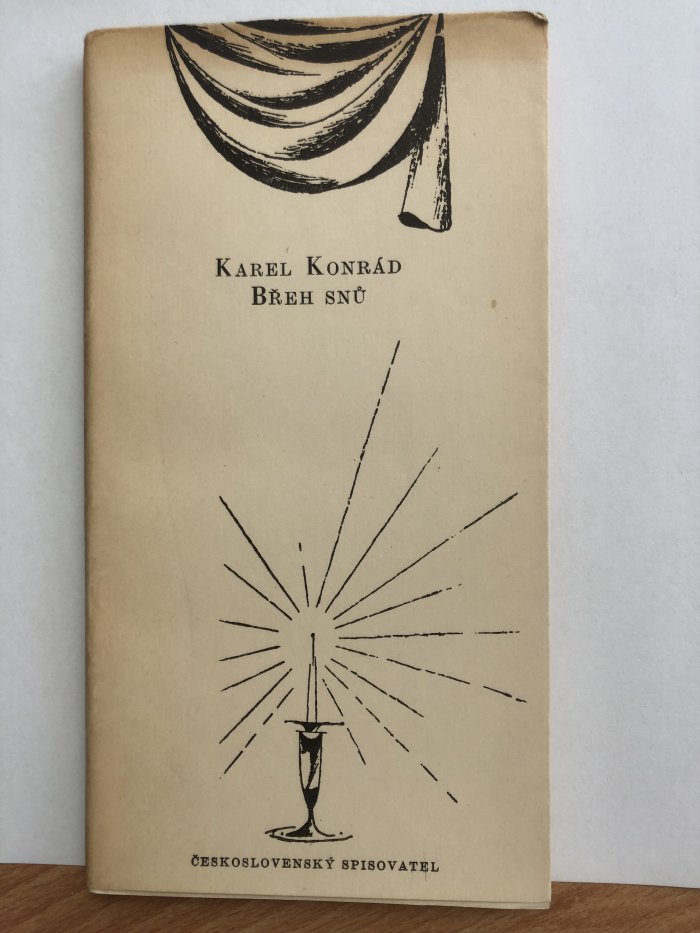 KAREL KONRÁD
BŘEH SNŮ
ČESKOSLOVENSKÝ SPISOVATEL